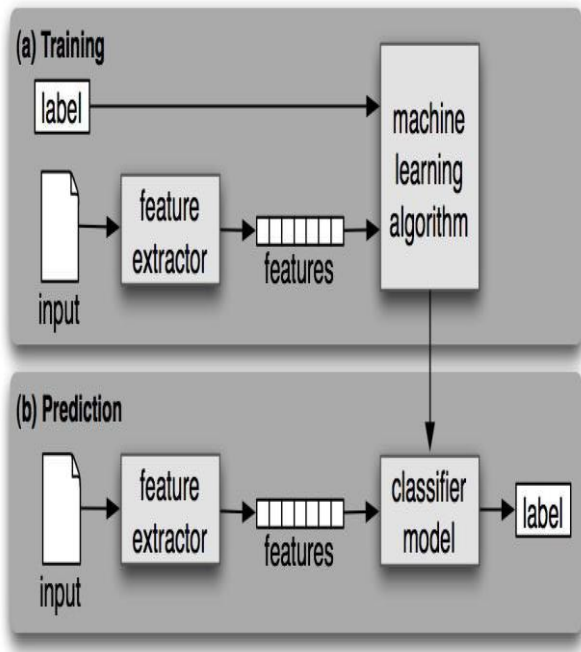 (a) Training
label
machine
learning
algorithm
feature
extractor
features
input
(b) Prediction
feature
extractor
features
classifier
model
label
input